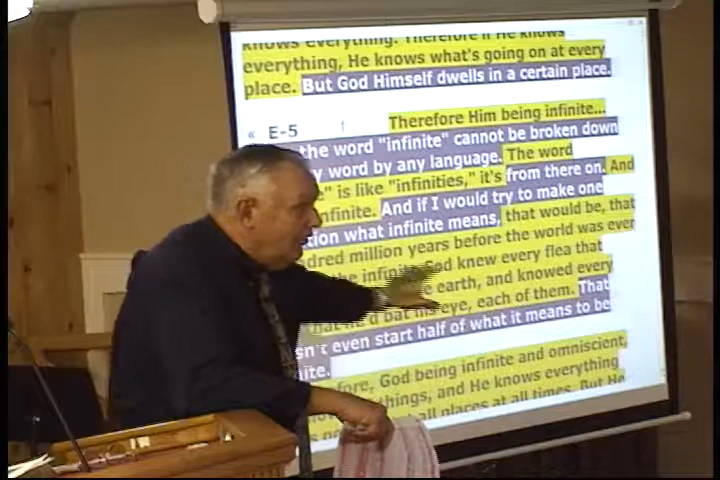 knows everything. Therefore if He knows
everything, He knows what's going on at every
place. But God Himself dwells in a certain place.
« E-5 ↑ Therefore Him being infinite...
the word "infinite" cannot be broken down
word by any language. The word
" is like "infinities," it's from there on. And
infinite. And if I would try to make one
what infinite means, that would be, that
million years before the world was ever
the infinite God knew every flea that
earth, and knowed every
that he'd bat his eye, each of them. That
even start half of what it means to be
God being infinite and omniscient,
things, and He knows everything
all places at all times. But He